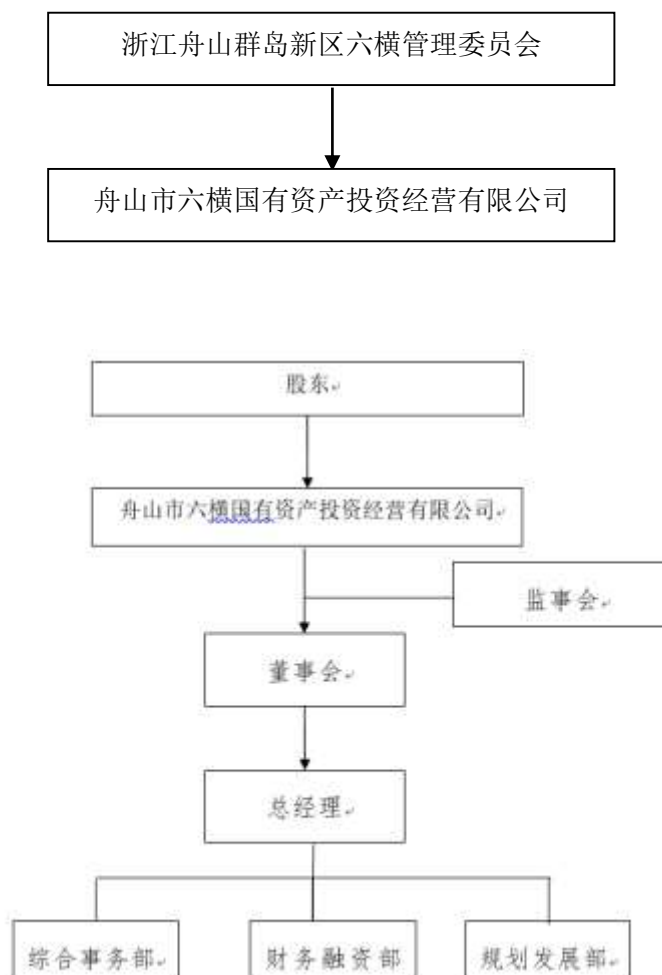 浙江舟山群岛新区六横管理委员会
舟山市六横国有资产投资经营有限公司
股东
舟山市六横国有资产投资经营有限公司
监事会
董事会
总经理
综合事务部
财务融资部
规划发展部